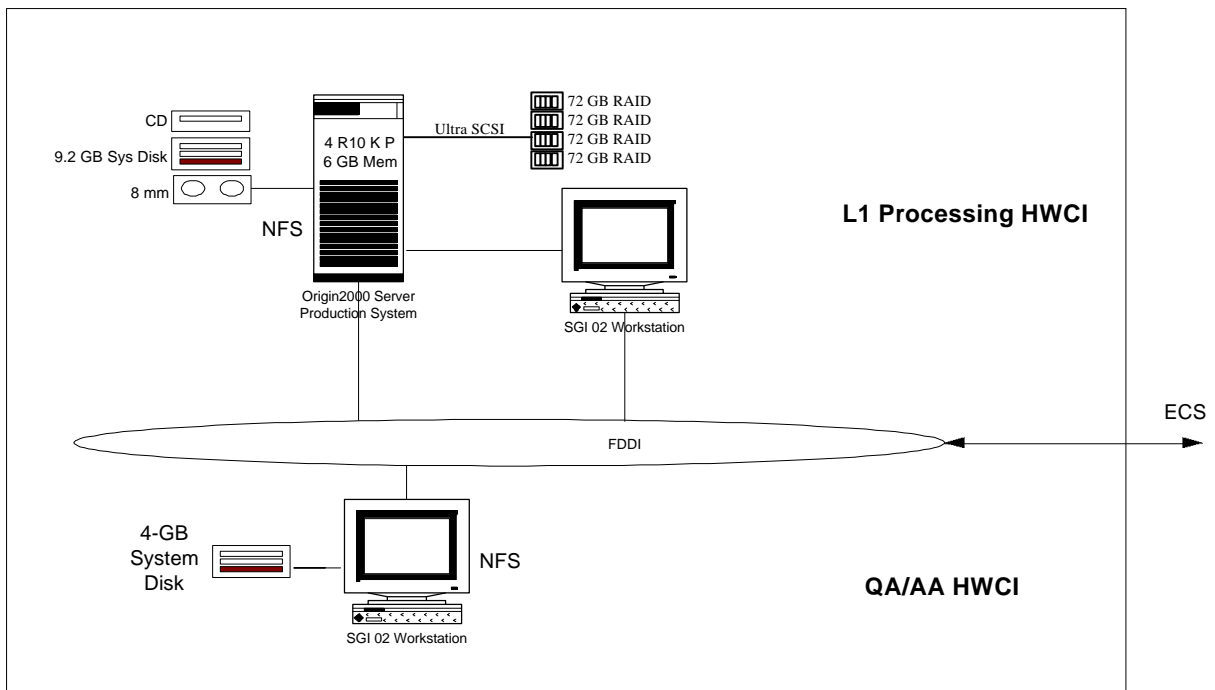 CD
9.2 GB Sys Disk
8 mm
NFS
4 R10 K P
6 GB Mem
Origin2000 Server
Production System
Ultra SCSI
72 GB RAID
72 GB RAID
72 GB RAID
72 GB RAID
SGI 02 Workstation
L1 Processing HWCI
FDDI
ECS
4-GB
System
Disk
NFS
SGI 02 Workstation
QA/AA HWCI